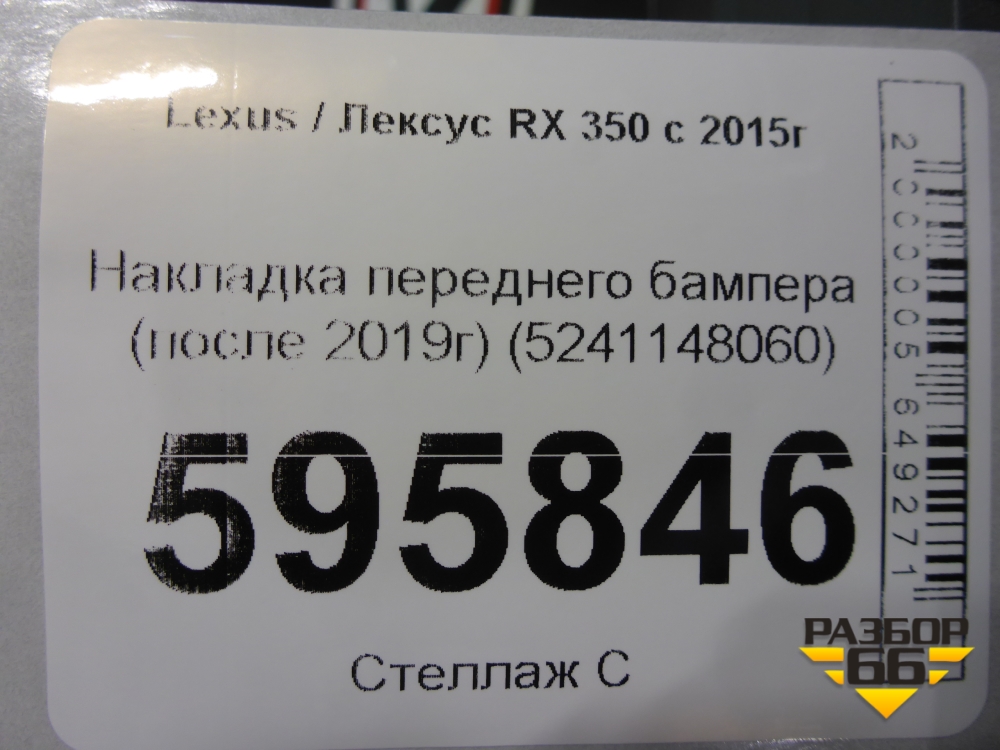 Lexus / Лексус RX 350 с 2015г
Накладка переднего бампера
(после 2019г) (5241148060)
595846
Стеллаж С
2000005649271
РАЗБОР
66